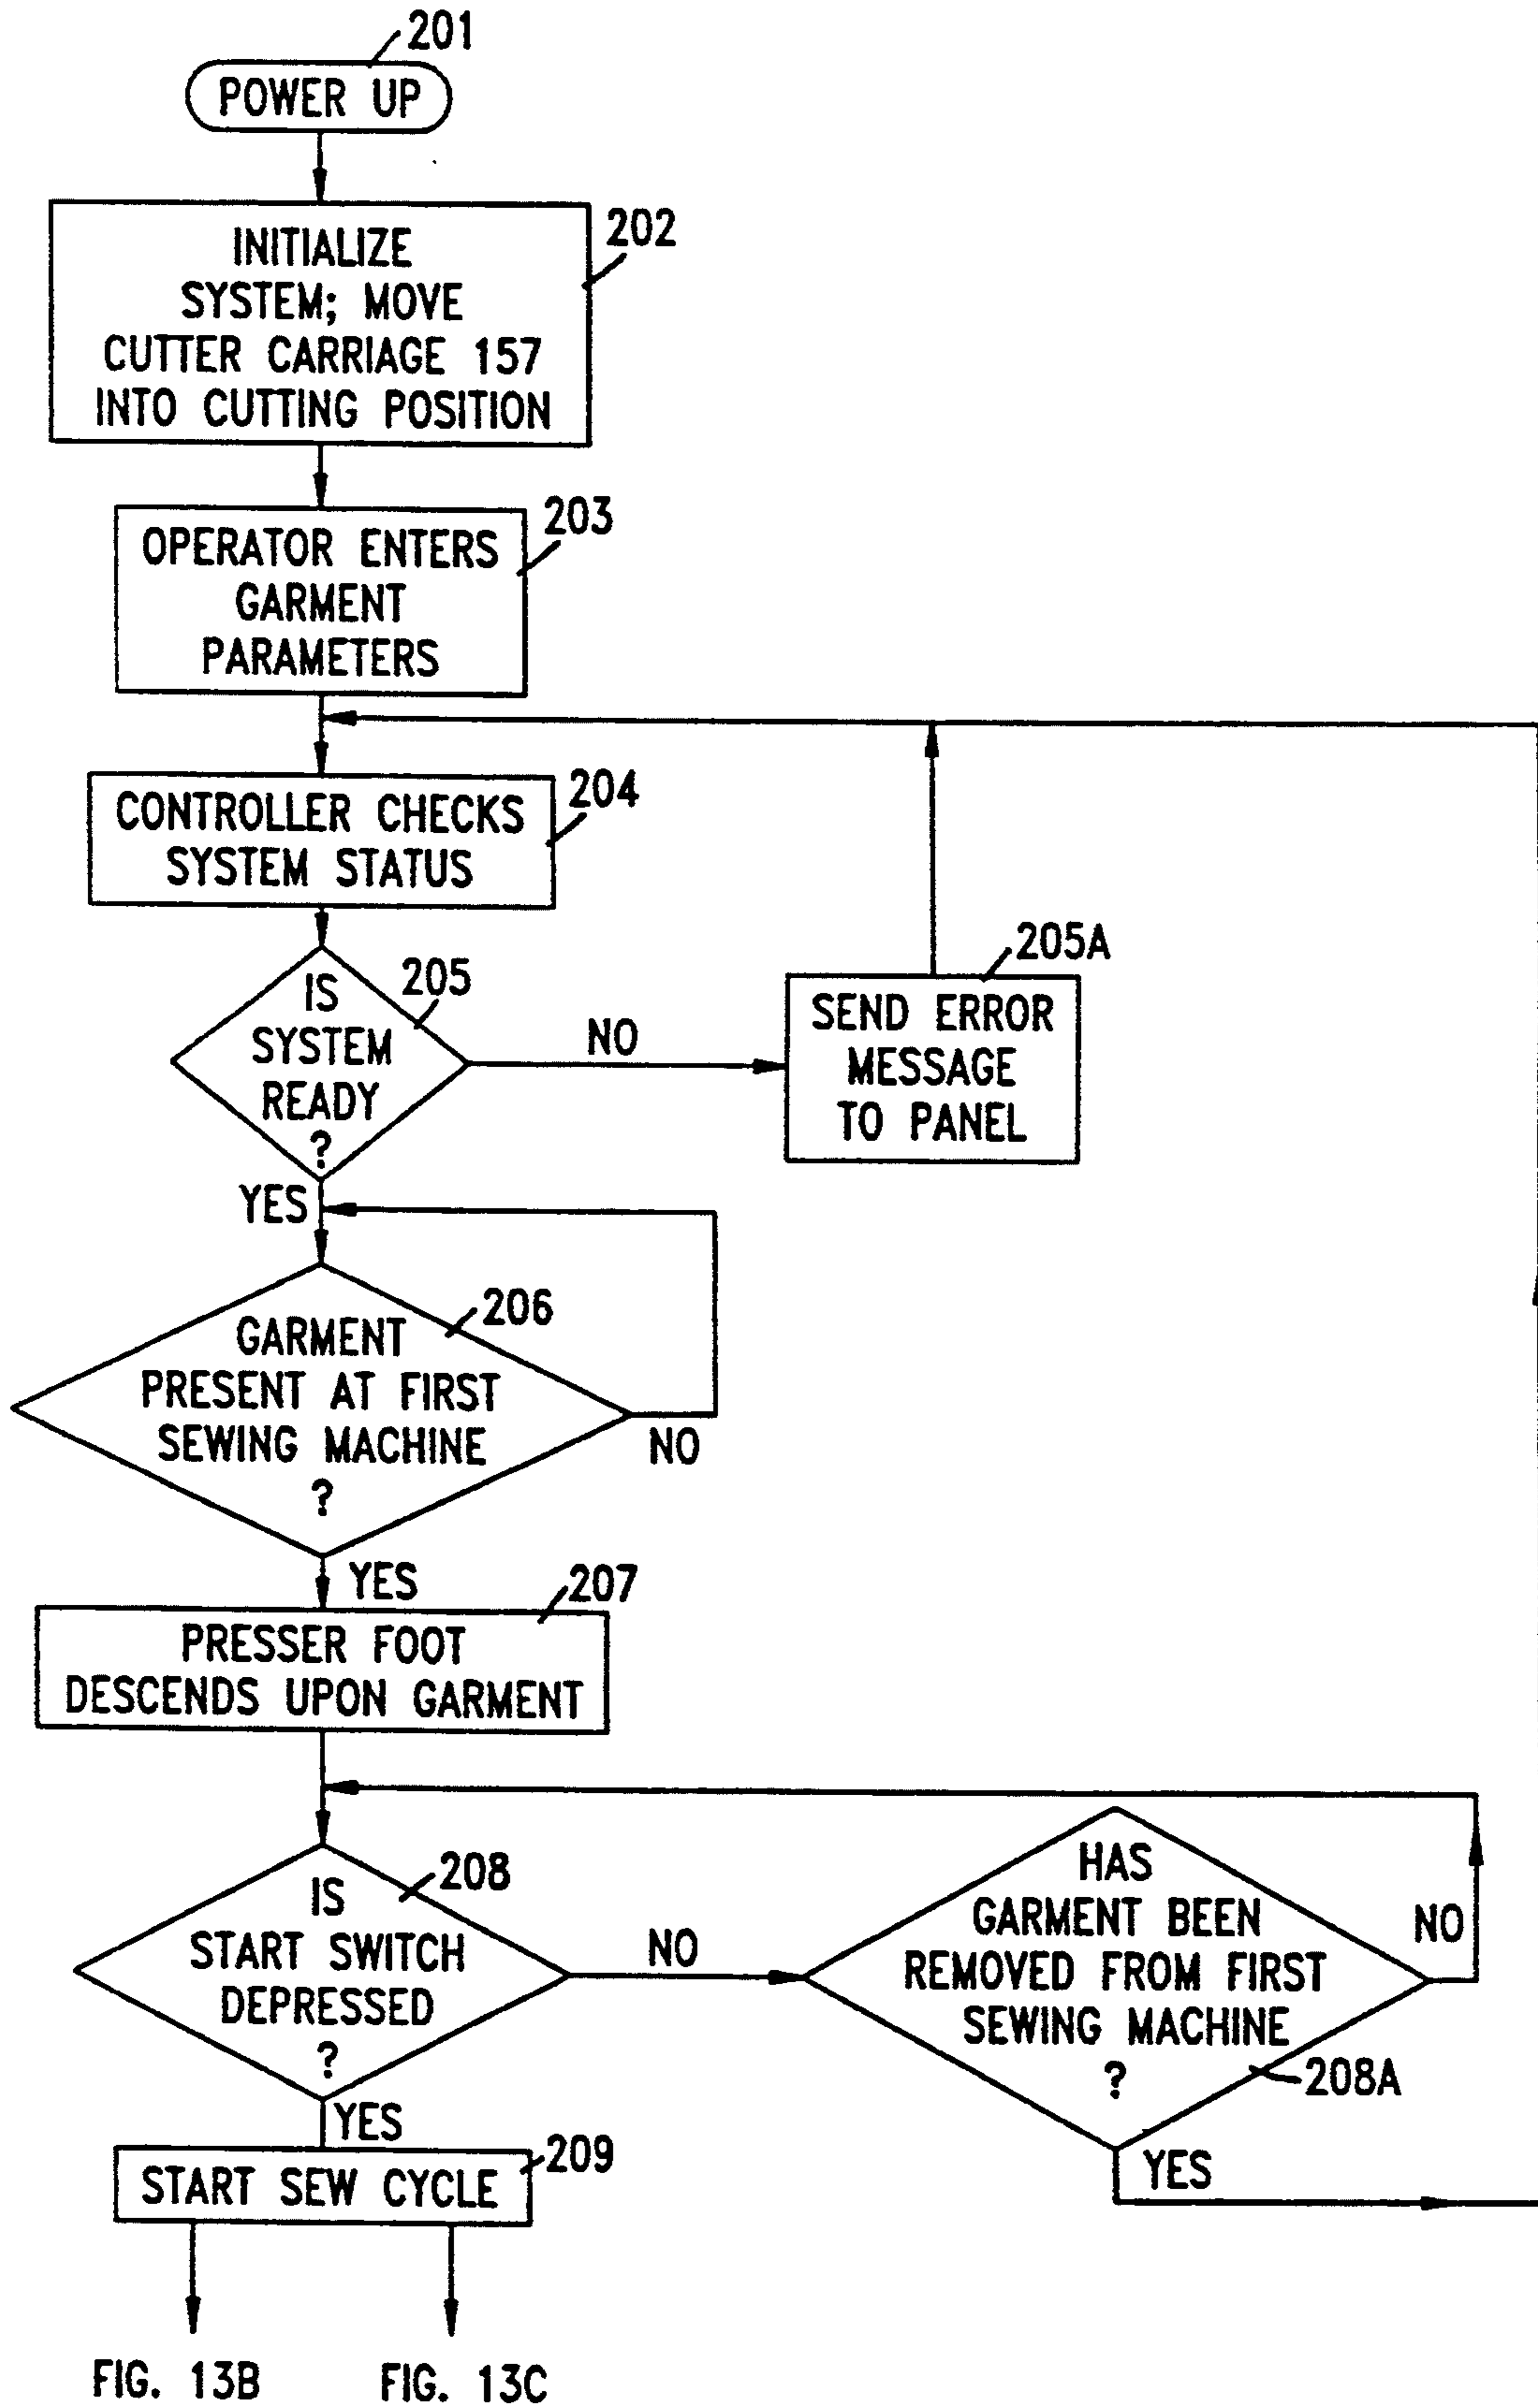 201
POWER UP
202
INITIALIZE
SYSTEM; MOVE
CUTTER CARRIAGE 157
INTO CUTTING POSITION
203
OPERATOR ENTERS
GARMENT
PARAMETERS
204
CONTROLLER CHECKS
SYSTEM STATUS
205
IS
SYSTEM
READY
?
NO
205A
SEND ERROR
MESSAGE
TO PANEL
YES
206
GARMENT
PRESENT AT FIRST
SEWING MACHINE
?
NO
YES
207
PRESSER FOOT
DESCENDS UPON GARMENT
208
IS
START SWITCH
DEPRESSED
?
NO
HAS
GARMENT BEEN
REMOVED FROM FIRST
SEWING MACHINE
?
208A
NO
YES
YES
209
START SEW CYCLE
FIG. 13B
FIG. 13C